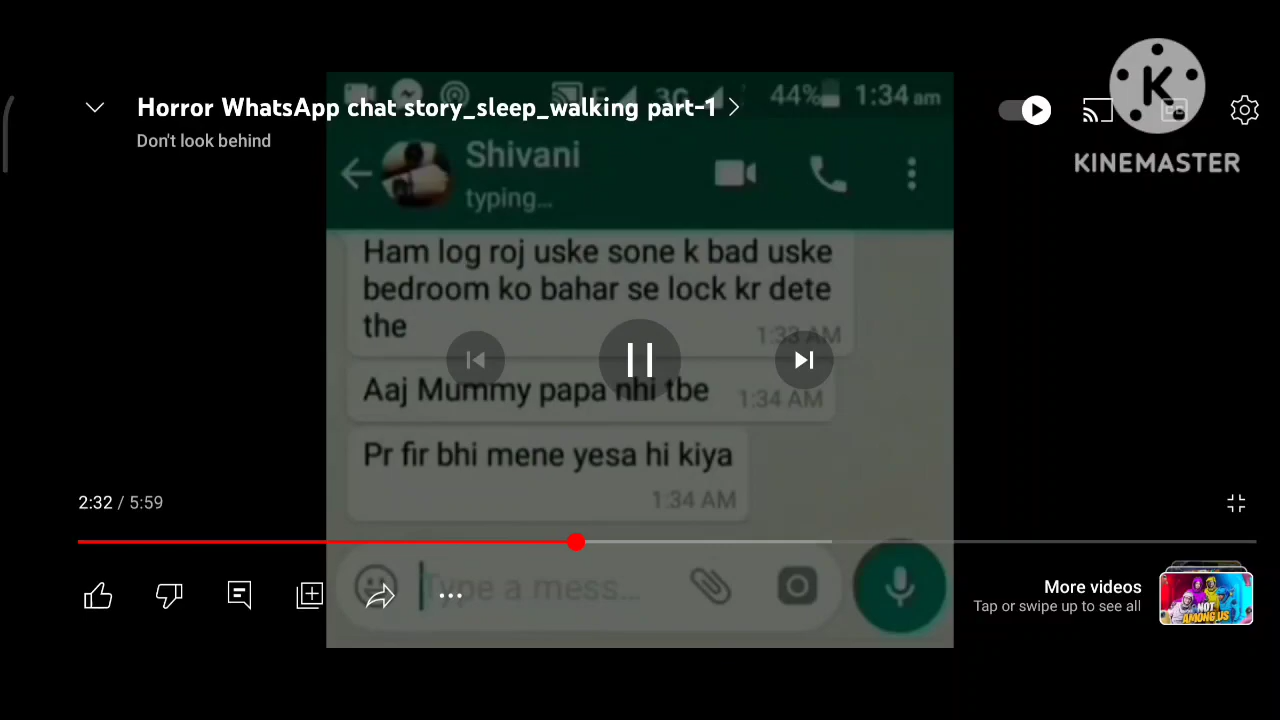 44% 1:34 am
Horror WhatsApp chat story_sleep_walking part-1
Don't look behind
KINEMASTER
Shivani
typing...
Ham log roj uske sone k bad uske
bedroom ko bahar se lock kr dete
the
1:33 AM
Aaj Mummy papa nhi tbe
1:34 AM
Pr fir bhi mene yesa hi kiya
1:34 AM
2:32 / 5:59
Type a mess...
More videos
Tap or swipe up to see all
NOT
AMONG US